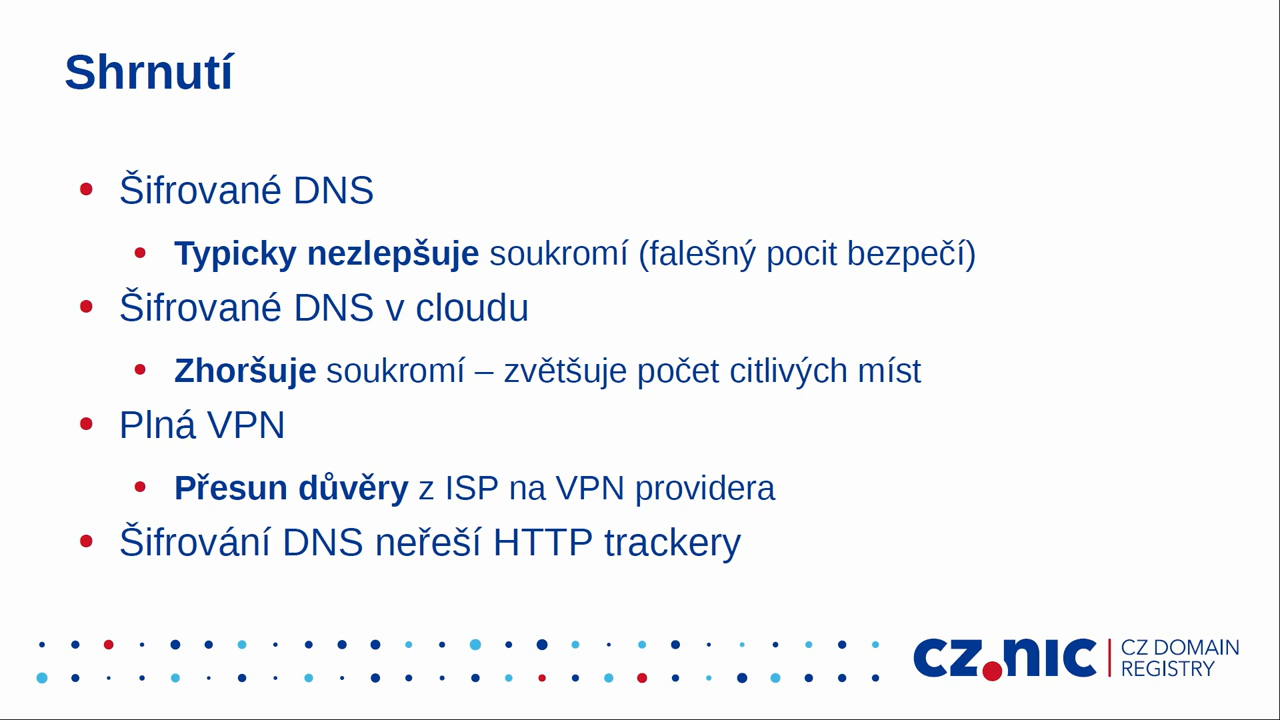 Shrnutí
Šifrované DNS
Typicky nezlepšuje soukromí (falešný pocit bezpečí)
Šifrované DNS v cloudu
Zhoršuje soukromí – zvětšuje počet citlivých míst
Plná VPN
Přesun důvěry z ISP na VPN providera
Šifrování DNS neřeší HTTP trackery
cz.nic
CZ DOMAIN
REGISTRY